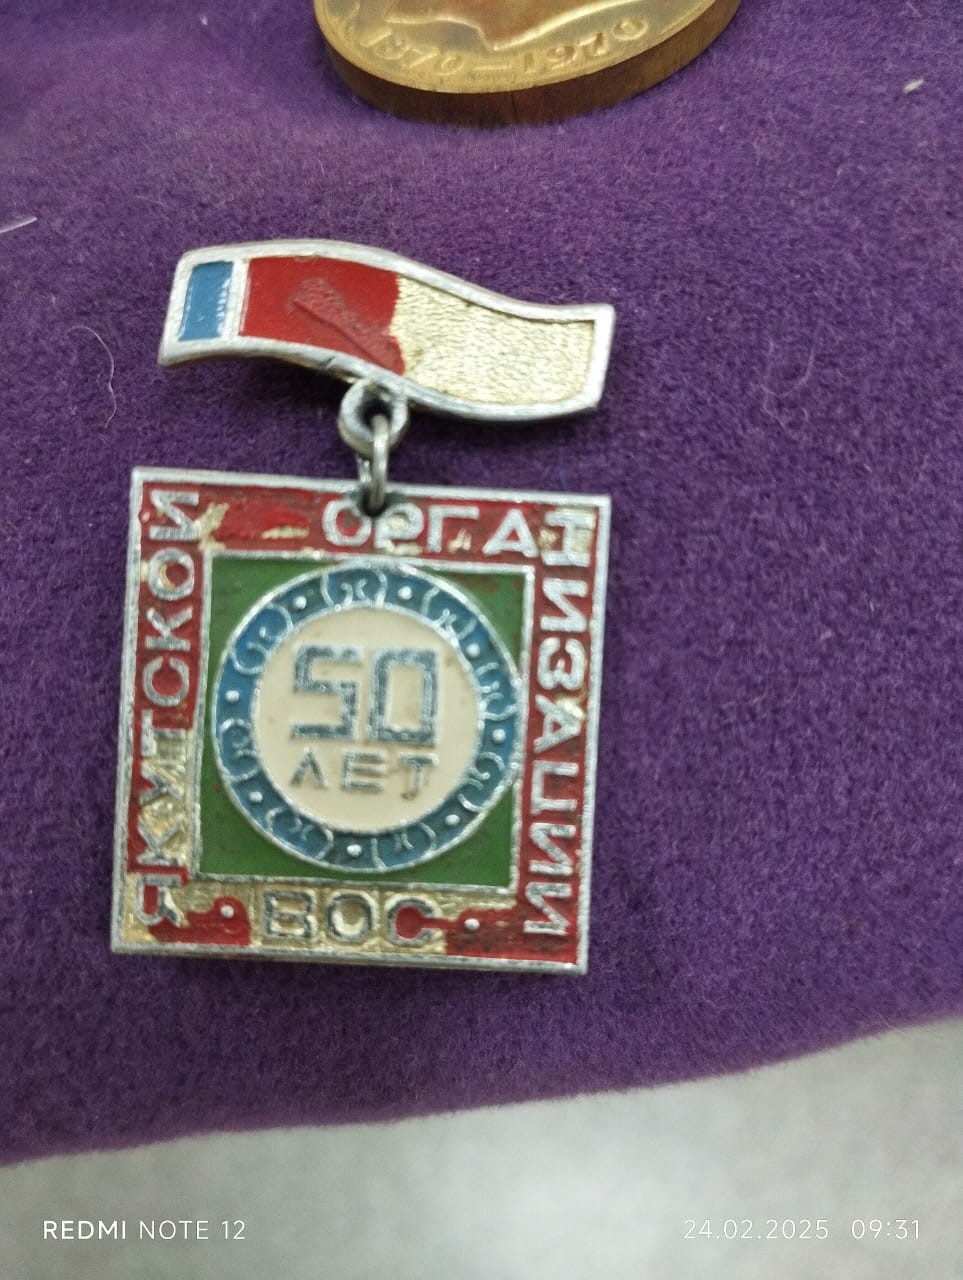 1870-1970
ЯКУТСКОЙ
ОРГАНИЗАЦИИ
50
ЛЕТ
ВОС
REDMI NOTE 12
24.02.2025 09:31